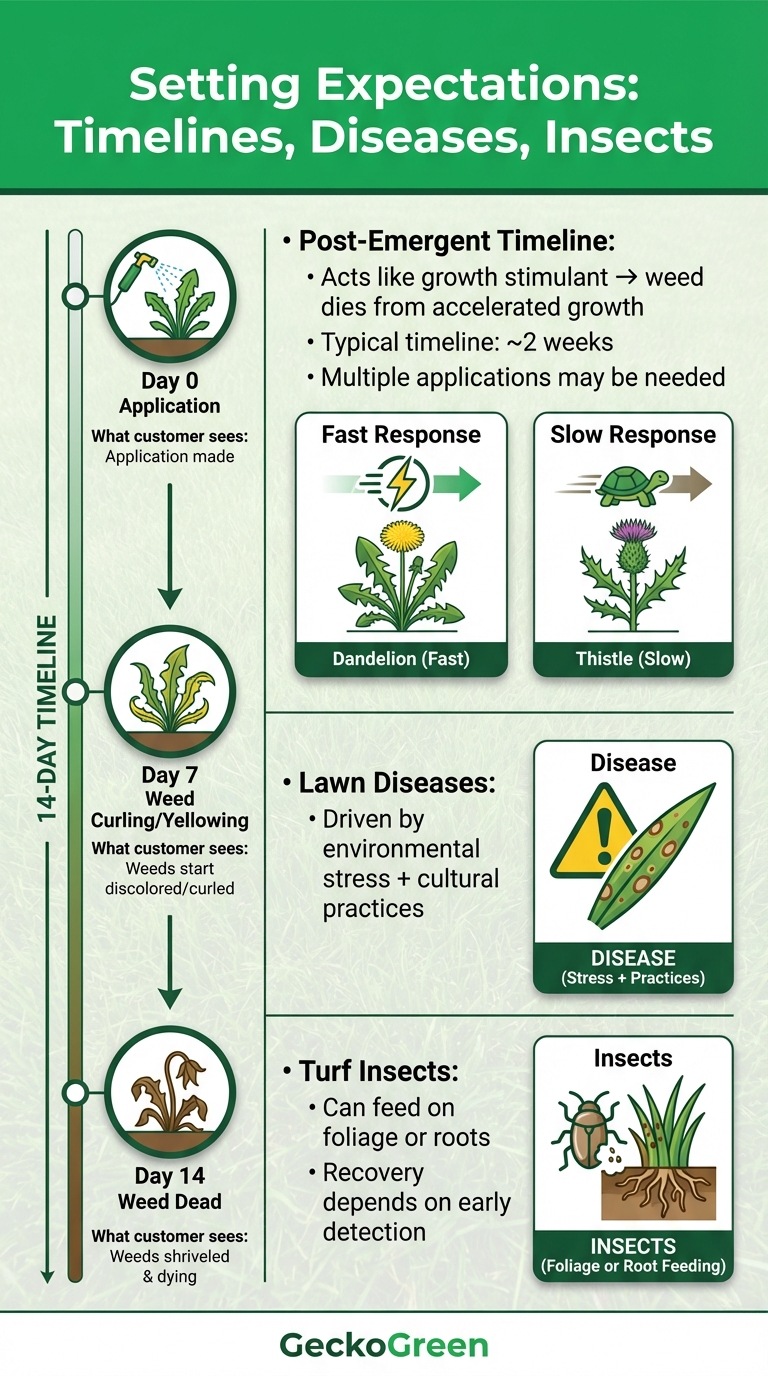 Setting Expectations:
Timelines, Diseases, Insects
14-DAY TIMELINE
Day 0
Application
What customer sees:
Application made
Day 7
Weed
Curling/Yellowing
What customer sees:
Weeds start
discolored/curled
Day 14
Weed Dead
What customer sees:
Weeds shriveled
& dying
• Post-Emergent Timeline:
• Acts like growth stimulant → weed
dies from accelerated growth
• Typical timeline: ~2 weeks
• Multiple applications may be needed
Fast Response
Dandelion (Fast)
Slow Response
Thistle (Slow)
• Lawn Diseases:
• Driven by
environmental
stress + cultural
practices
Disease
DISEASE
(Stress + Practices)
• Turf Insects:
• Can feed on
foliage or roots
• Recovery
depends on early
detection
Insects
INSECTS
(Foliage or Root Feeding)
GeckoGreen